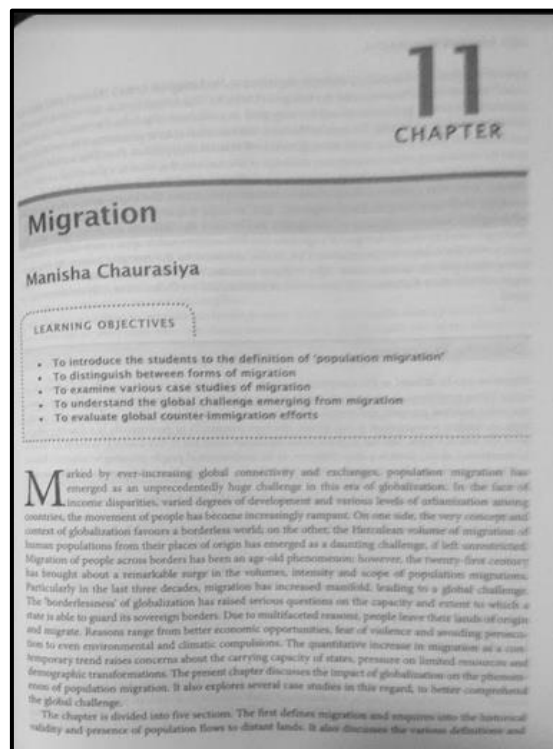 11
CHAPTER
Migration
Manisha Chaurasiya
LEARNING OBJECTIVES
• To introduce the students to the definition of 'population migration'
• To distinguish between forms of migration
• To examine various case studies of migration
• To understand the global challenge emerging from migration
• To evaluate global counter-immigration efforts
Marked by ever-increasing global connectivity and exchanges, population migration has
emerged as an unprecedentedly huge challenge in this era of globalization. In the face of
income disparities, varied degrees of development and various levels of urbanization among
countries, the movement of people has become increasingly rampant. On one side, the very concept and
context of globalization favours a borderless world; on the other, the Herculean volume of migration of
human populations from their places of origin has emerged as a daunting challenge, if left unrestricted.
Migration of people across borders has been an age-old phenomenon; however, the twenty-first century
has brought about a remarkable surge in the volumes, intensity and scope of population migrations.
Particularly in the last three decades, migration has increased manifold, leading to a global challenge.
The 'borderlessness' of globalization has raised serious questions on the capacity and extent to which a
state is able to guard its sovereign borders. Due to multifaceted reasons, people leave their lands of origin
and migrate. Reasons range from better economic opportunities, fear of violence and avoiding persecu-
tion to even environmental and climatic compulsions. The quantitative increase in migration as a con-
temporary trend raises concerns about the carrying capacity of states, pressure on limited resources and
demographic transformations. The present chapter discusses the impact of globalization on the phenom-
enon of population migration. It also explores several case studies in this regard, to better comprehend
the global challenge.
The chapter is divided into five sections. The first defines migration and enquires into the historical
validity and presence of population flows to distant lands. It also discusses the various definitions and